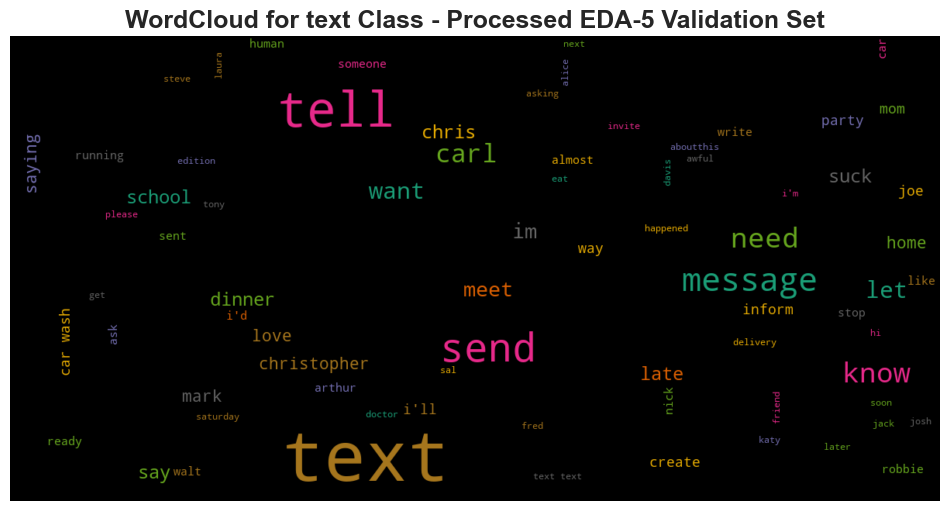 WordCloud for text Class - Processed EDA-5 Validation Set
human
next
car
laura
someone
steve
alice
asking
tell
mom
party
invite
chris
write
saying
running
carl
aboutthis
edition
almost
awful
davis
suck
eat
want
joe
school
i'm
tony
please
im
happened
sent
need
home
way
message
like
let
get
meet
dinner
inform
i'd
stop
car wash
ask
love
hi
delivery
send
christopher
sal
late
know
arthur
mark
nick
friend
i'll
soon
doctor
saturday
jack
josh
fred
ready
katy
text
later
create
robbie
say
walt
text text